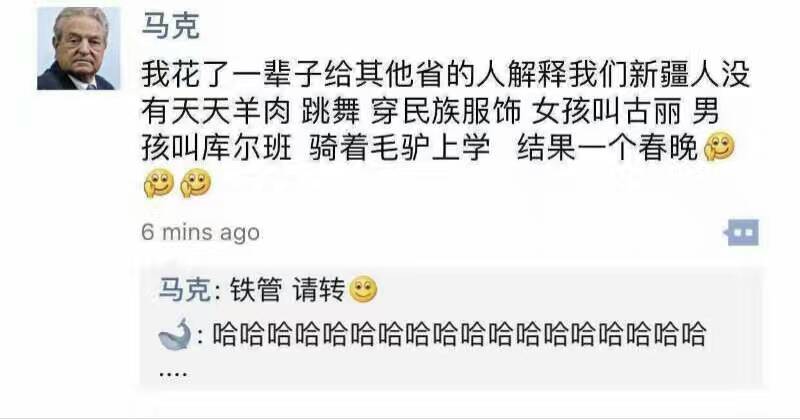 马克
我花了一辈子给其他省的人解释我们新疆人没
有天天羊肉 跳舞 穿民族服饰 女孩叫古丽 男
孩叫库尔班 骑着毛驴上学 结果一个春晚
6 mins ago
马克: 铁管 请转
: 哈哈哈哈哈哈哈哈哈哈哈哈哈哈哈哈哈哈
....